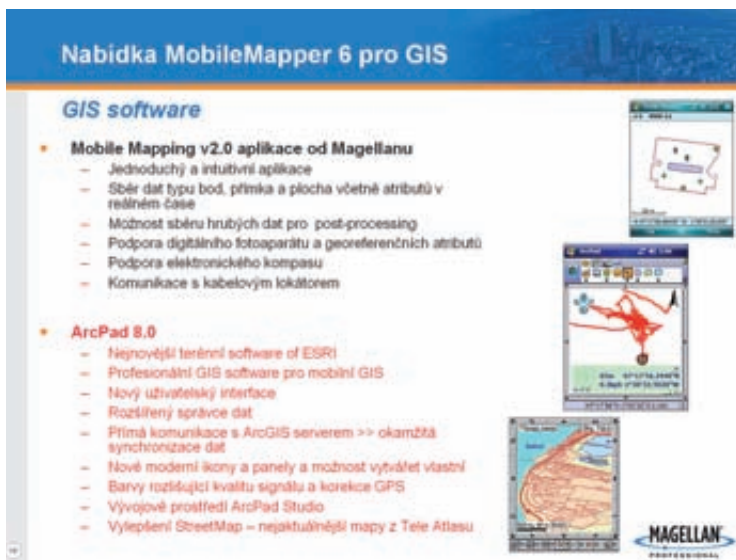 Nabídka MobileMapper 6 pro GIS
GIS software
Mobile Mapping v2.0 aplikace od Magellanu
– Jednoduchý a intuitivní aplikace
– Sběr dat typu bod, přímka a plocha včetně atributů v
reálném čase
– Možnost sběru hrubých dat pro post-processing
– Podpora digitálního fotoaparátu a georeferenčních atributů
– Podpora elektronického kompasu
– Komunikace s kabelovým lokátorem
ArcPad 8.0
– Nejnovější terénní software of ESRI
– Profesionální GIS software pro mobilní GIS
– Nový uživatelský interface
– Rozšířený správce dat
– Přímá komunikace s ArcGIS serverem >> okamžitá
synchronizace dat
– Nové moderní ikony a panely a možnost vytvářet vlastní
– Barvy rozlišující kvalitu signálu a korekce GPS
– Vývojové prostředí ArcPad Studio
– Vylepšení StreetMap – nejaktuálnější mapy z Tele Atlasu
ArcPad
MAGELLAN
PROFESSIONAL